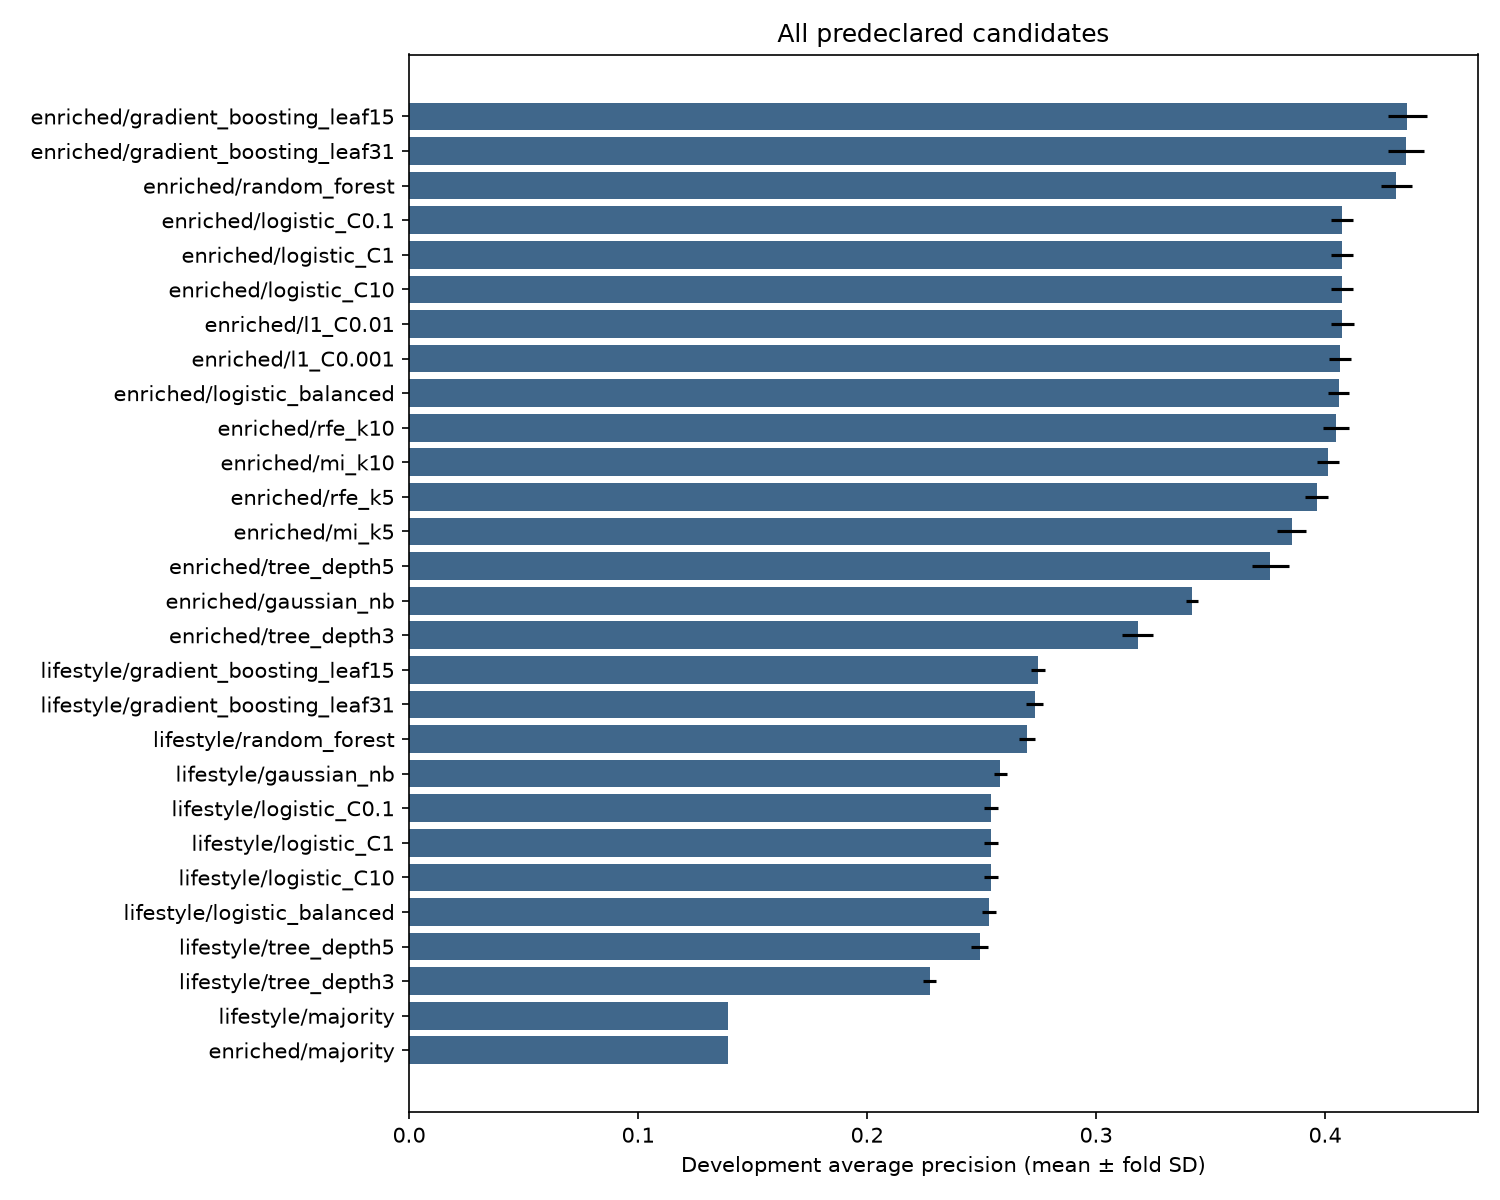 All predeclared candidates
enriched/gradient_boosting_leaf15
enriched/gradient_boosting_leaf31
enriched/random_forest
enriched/logistic_C0.1
enriched/logistic_C1
enriched/logistic_C10
enriched/l1_C0.01
enriched/l1_C0.001
enriched/logistic_balanced
enriched/rfe_k10
enriched/mi_k10
enriched/rfe_k5
enriched/mi_k5
enriched/tree_depth5
enriched/gaussian_nb
enriched/tree_depth3
lifestyle/gradient_boosting_leaf15
lifestyle/gradient_boosting_leaf31
lifestyle/random_forest
lifestyle/gaussian_nb
lifestyle/logistic_C0.1
lifestyle/logistic_C1
lifestyle/logistic_C10
lifestyle/logistic_balanced
lifestyle/tree_depth5
lifestyle/tree_depth3
lifestyle/majority
enriched/majority
0.0 0.1 0.2 0.3 0.4
Development average precision (mean ± fold SD)